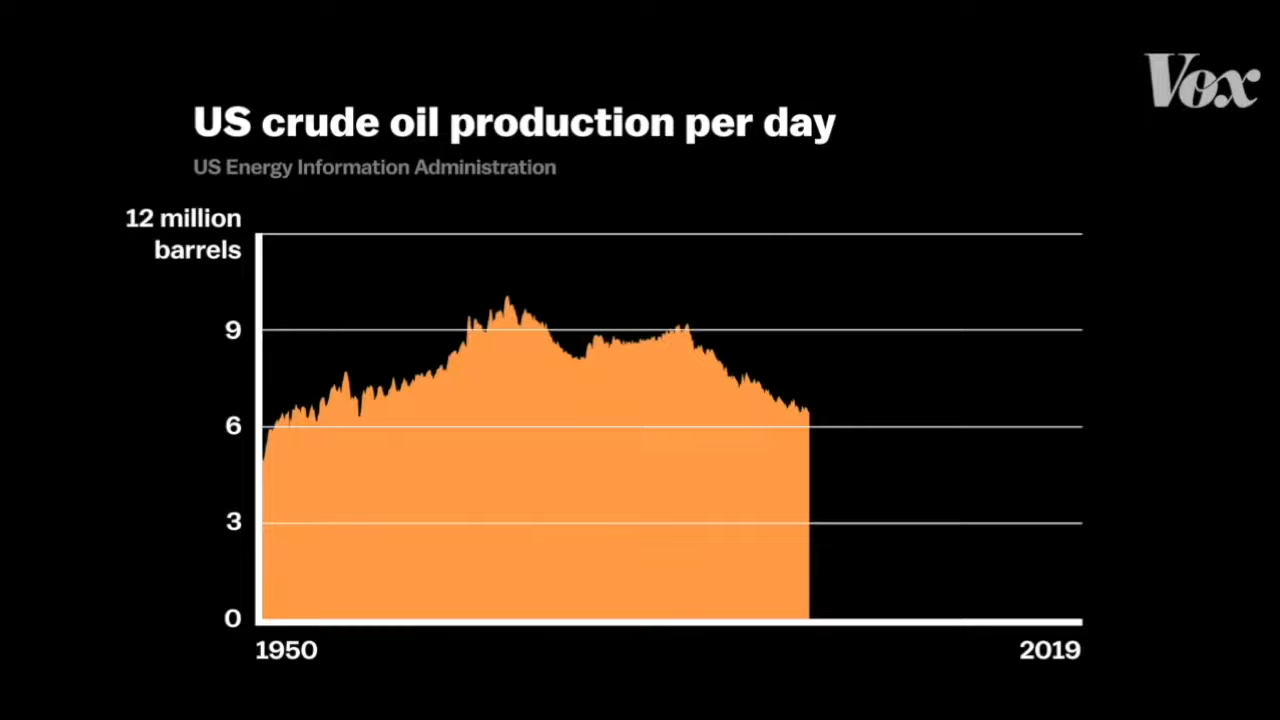 Vox
US crude oil production per day
US Energy Information Administration
12 million
barrels
9
6
3
0
1950
2019